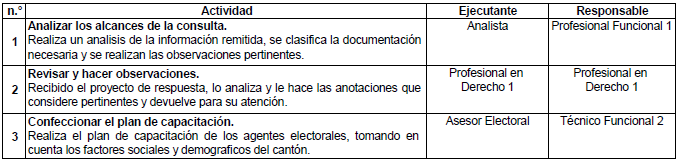 n.° Actividad Ejecutante Responsable
1 Analizar los alcances de la consulta. Analista Profesional Funcional 1
Realiza un analisis de la información remitida, se clasifica la documentación
necesaria y se realizan las observaciones pertinentes.
2 Revisar y hacer observaciones. Profesional en Derecho 1 Profesional en Derecho 1
Recibido el proyecto de respuesta, lo analiza y le hace las anotaciones que
considere pertinentes y devuelve para su atención.
3 Confeccionar el plan de capacitación. Asesor Electoral Técnico Funcional 2
Realiza el plan de capacitación de los agentes electorales, tomando en
cuenta los factores sociales y demograficos del cantón.